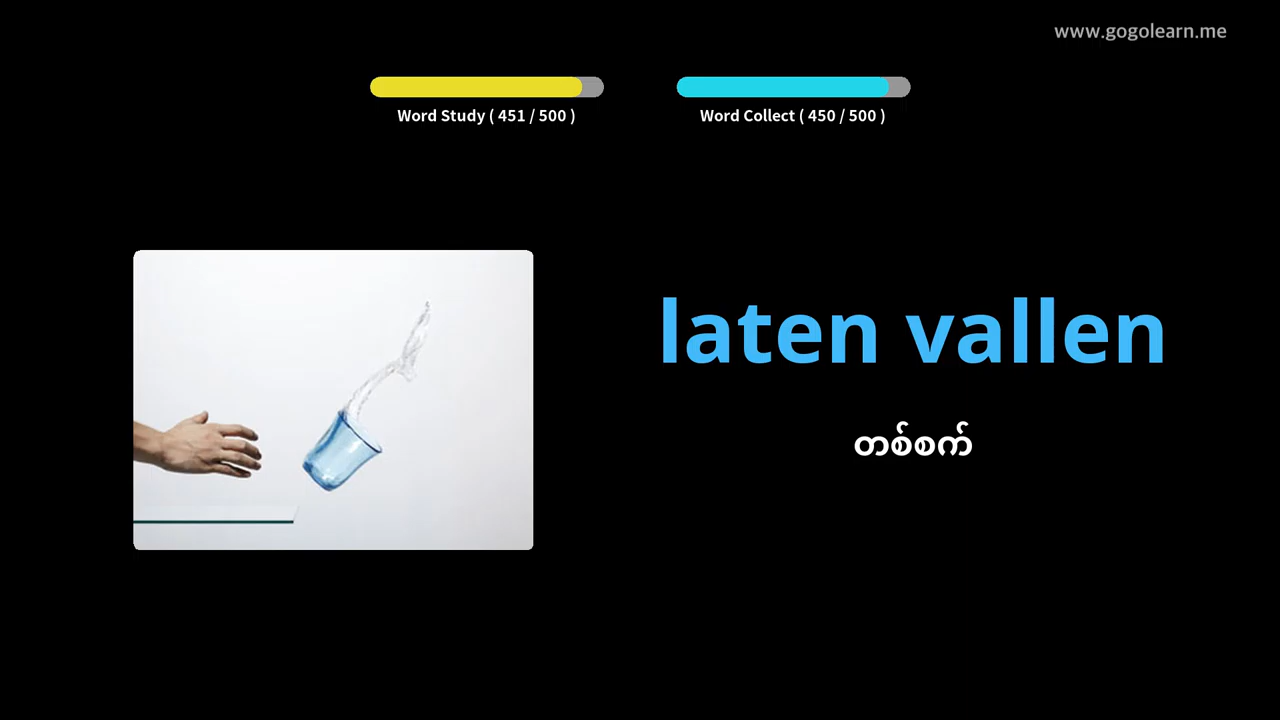 www.gogolearn.me
Word Study ( 451 / 500 )
Word Collect ( 450 / 500 )
laten vallen
တစ်စက်